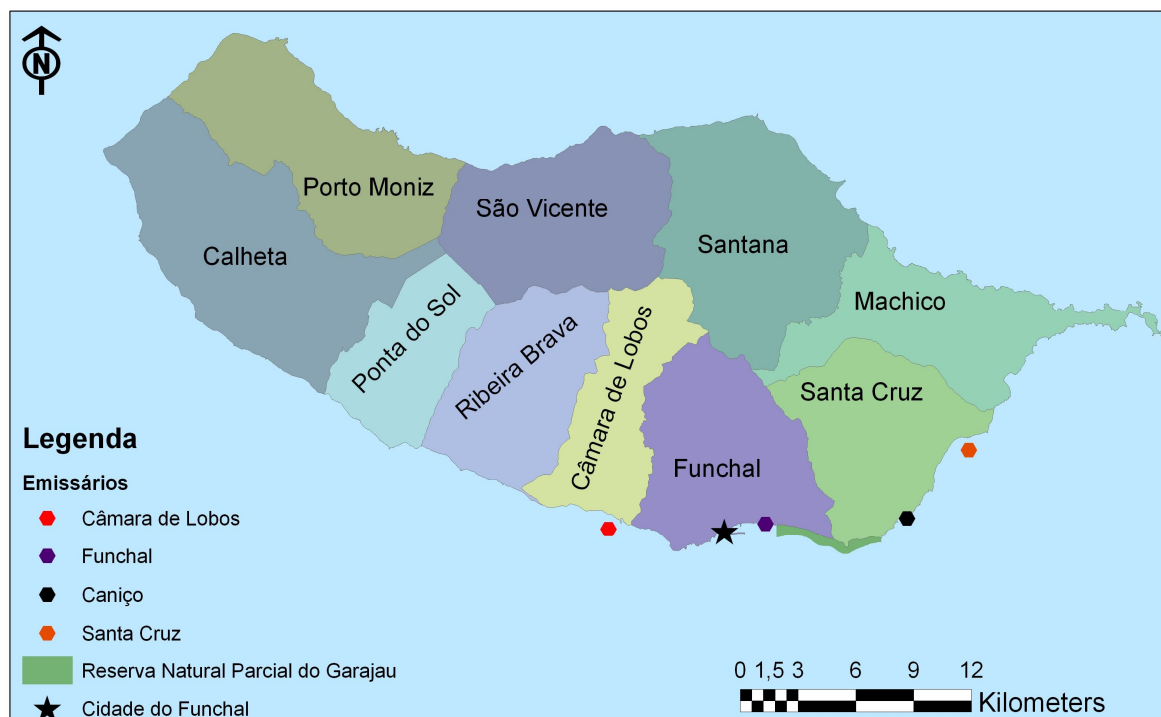 N
Porto Moniz
São Vicente
Santana
Calheta
Machico
Ponta do Sol
Ribeira Brava
Câmara de Lobos
Santa Cruz
Funchal
Legenda
Emissários
Câmara de Lobos
Funchal
Caniço
Santa Cruz
Reserva Natural Parcial do Garajau
Cidade do Funchal
0 1,5 3 6 9 12
Kilometers